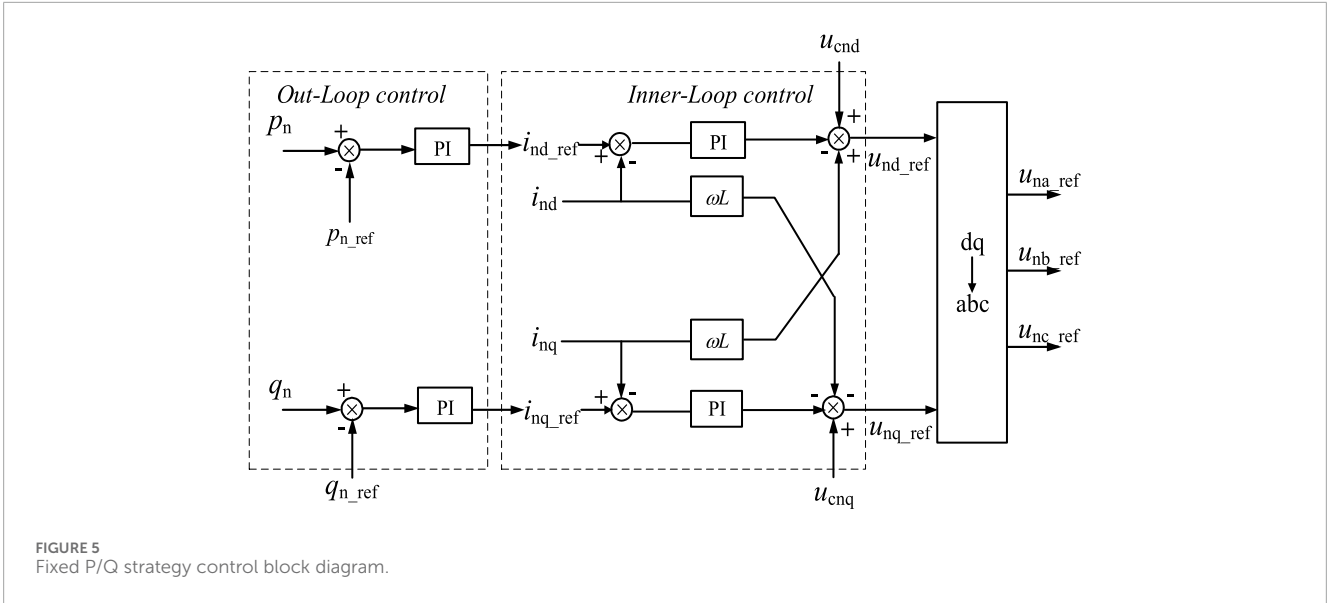 u_cnd
Out-Loop control
Inner-Loop control
p_n
+
-
PI
i_nd_ref
+
-
PI
+
-
+
u_nd_ref
p_n_ref
i_nd
ωL
u_na_ref
dq
u_nb_ref
abc
i_nq
ωL
u_nc_ref
q_n
+
-
PI
i_nq_ref
+
-
PI
-
-
+
u_nq_ref
q_n_ref
u_cnq
FIGURE 5
Fixed P/Q strategy control block diagram.